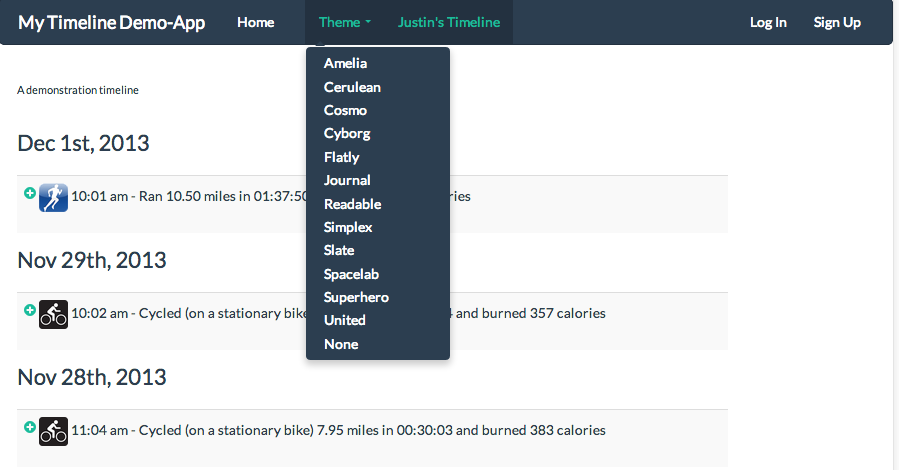 My Timeline Demo-App Home Theme Justin's Timeline Log In Sign Up
Amelia
Cerulean
Cosmo
Cyborg
Flatly
Journal
Readable
Simplex
Slate
Spacelab
Superhero
United
None
A demonstration timeline
Dec 1st, 2013
10:01 am - Ran 10.50 miles in 01:37:50
Nov 29th, 2013
10:02 am - Cycled (on a stationary bike and burned 357 calories
Nov 28th, 2013
11:04 am - Cycled (on a stationary bike) 7.95 miles in 00:30:03 and burned 383 calories